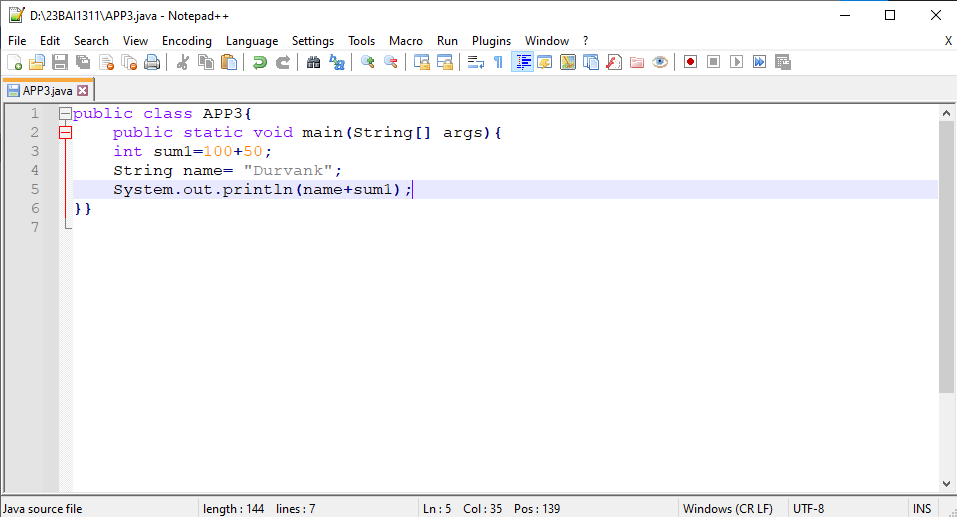 D:\23BAI1311\APP3.java - Notepad++
File Edit Search View Encoding Language Settings Tools Macro Run Plugins Window ? X
APP3.java
1 public class APP3{
2 public static void main(String[] args){
3 int sum1=100+50;
4 String name= "Durvank";
5 System.out.println(name+sum1);
6 }}
7
Java source file length : 144 lines : 7 Ln : 5 Col : 35 Pos : 139 Windows (CR LF) UTF-8 INS